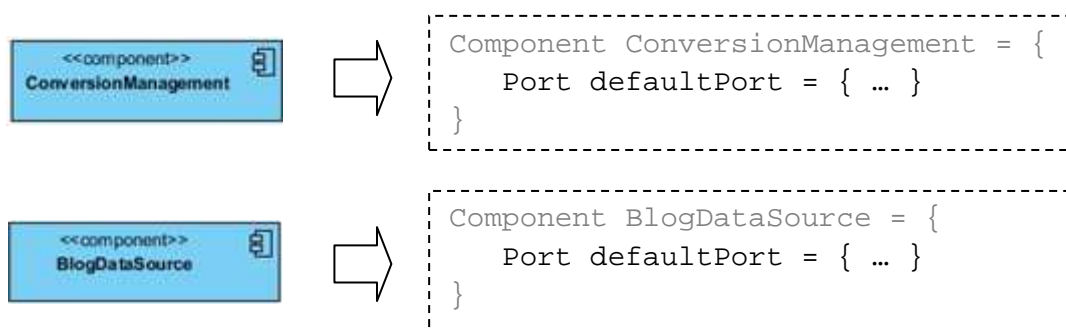 <<component>>
ConversionManagement
Component ConversionManagement = {
Port defaultPort = { … }
}
<<component>>
BlogDataSource
Component BlogDataSource = {
Port defaultPort = { … }
}